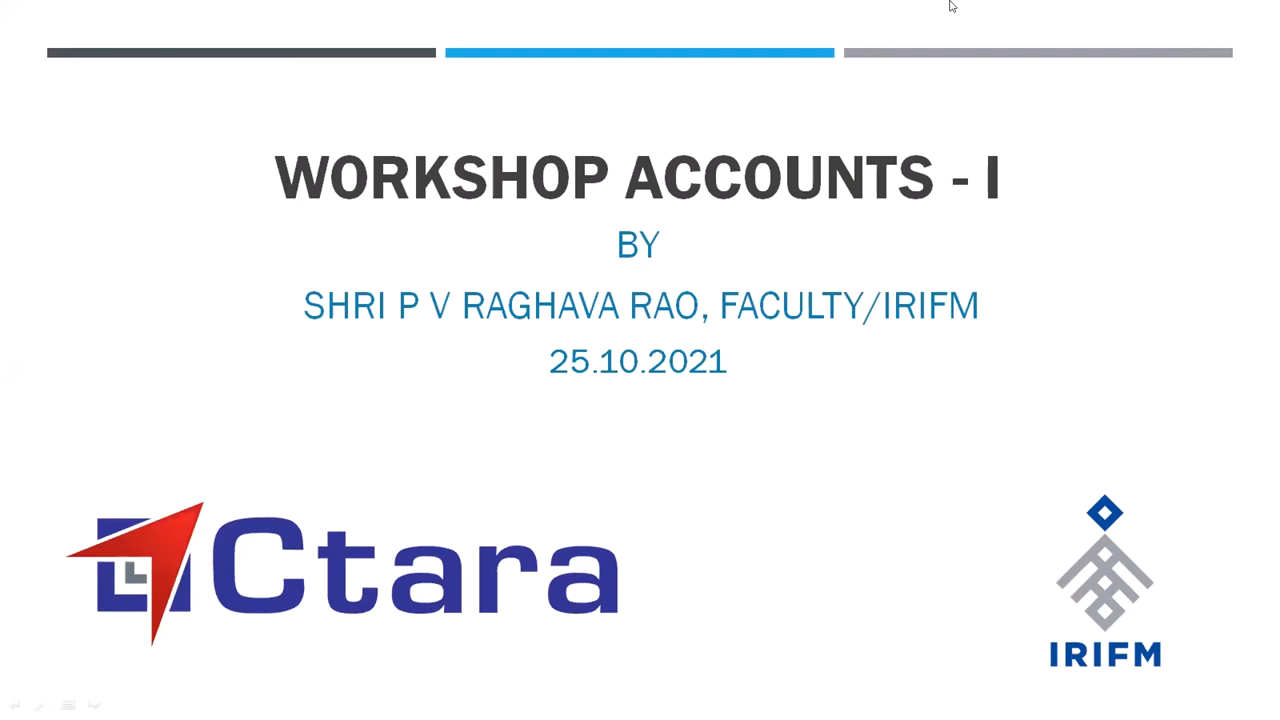 WORKSHOP ACCOUNTS - I
BY
SHRI P V RAGHAVA RAO, FACULTY/IRIFM
25.10.2021
Ctara
IRIFM